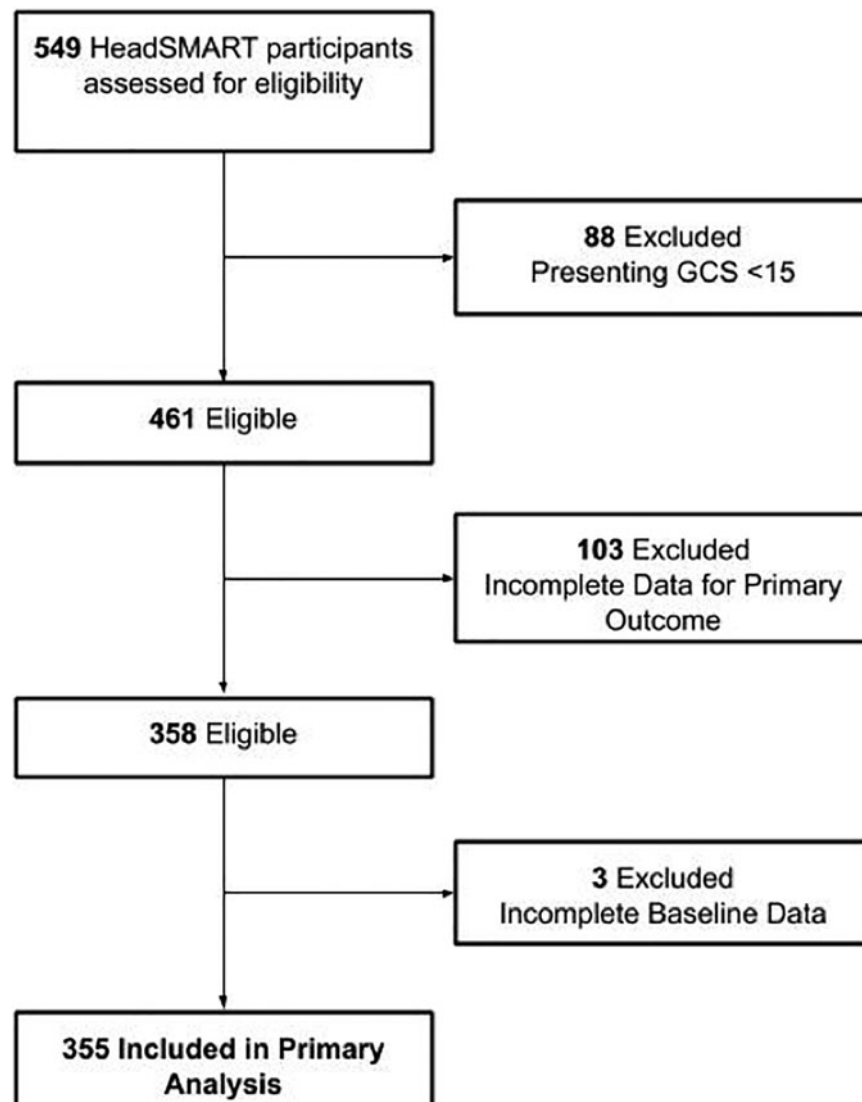 549 HeadSMART participants
assessed for eligibility
88 Excluded
Presenting GCS <15
461 Eligible
103 Excluded
Incomplete Data for Primary
Outcome
358 Eligible
3 Excluded
Incomplete Baseline Data
355 Included in Primary
Analysis